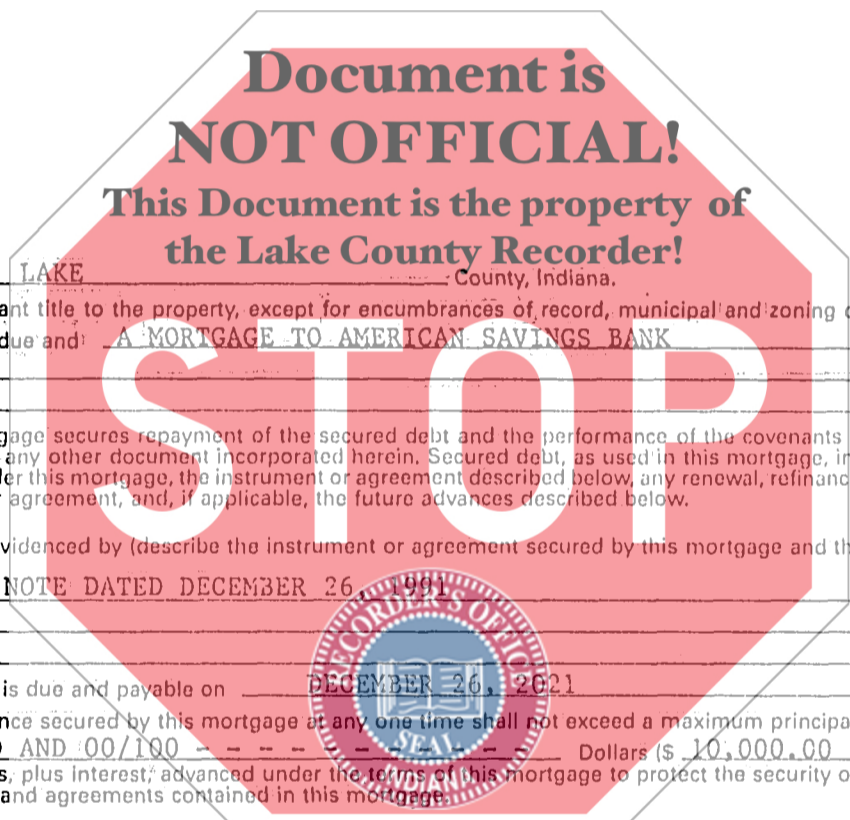 Document is
NOT OFFICIAL!
This Document is the property of
the Lake County Recorder!
LAKE County, Indiana.
ant title to the property, except for encumbrances of record, municipal and zoning
due and A MORTGAGE TO AMERICAN SAVINGS BANK
STOP
gage secures repayment of the secured debt and the performance of the covenants
any other document incorporated herein. Secured debt, as used in this mortgage, in
er this mortgage, the instrument or agreement described below, any renewal, refinanc
agreement, and, if applicable, the future advances described below.
videnced by (describe the instrument or agreement secured by this mortgage and th
NOTE DATED DECEMBER 26, 1991
RECORDER'S OFFICE
is due and payable on DECEMBER 26, 2021
nce secured by this mortgage at any one time shall not exceed a maximum principa
AND 00/100 - - - - - - - - - - - - Dollars ($ 10,000.00
SEAL
s, plus interest, advanced under the terms of this mortgage to protect the security o
INDIANA
and agreements contained in this mortgage.